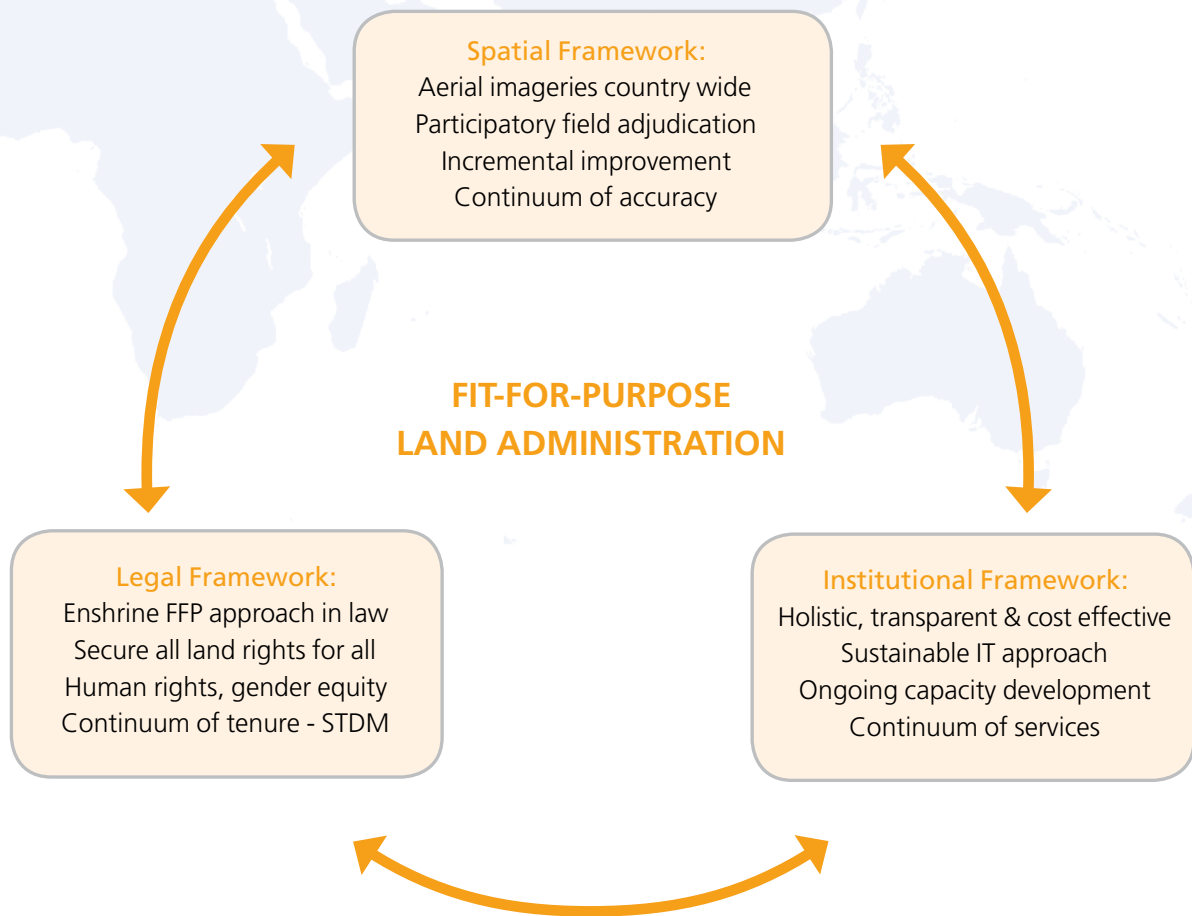 Spatial Framework:
Aerial imageries country wide
Participatory field adjudication
Incremental improvement
Continuum of accuracy
FIT-FOR-PURPOSE
LAND ADMINISTRATION
Legal Framework:
Enshrine FFP approach in law
Secure all land rights for all
Human rights, gender equity
Continuum of tenure - STDM
Institutional Framework:
Holistic, transparent & cost effective
Sustainable IT approach
Ongoing capacity development
Continuum of services